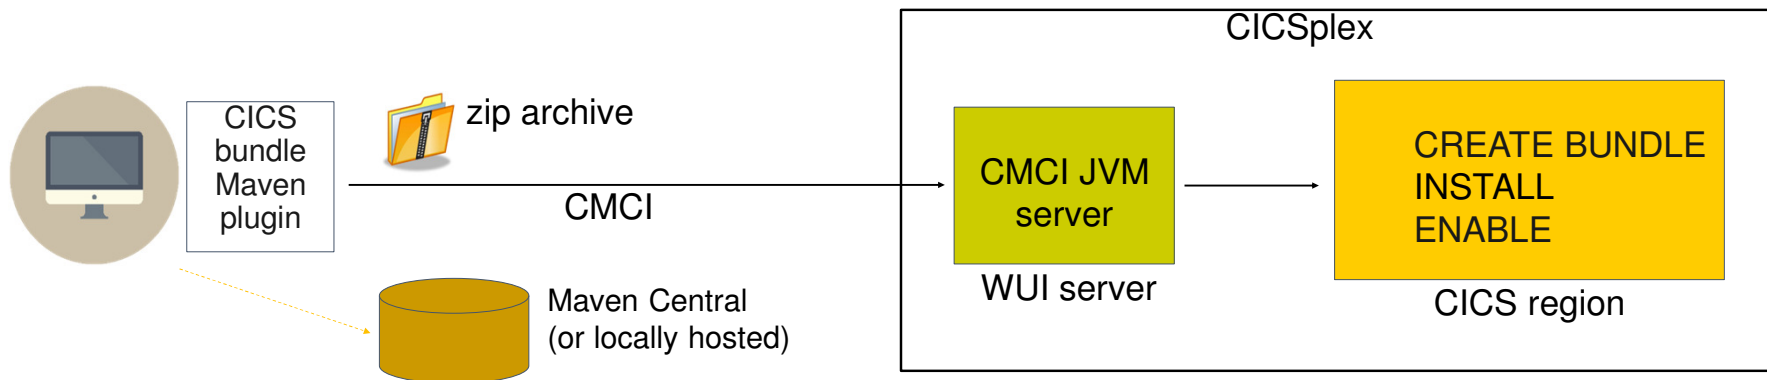 CICSplex
CICS
bundle
Maven
plugin
zip archive
CMCI
CMCI JVM
server
WUI server
CREATE BUNDLE
INSTALL
ENABLE
CICS region
Maven Central
(or locally hosted)